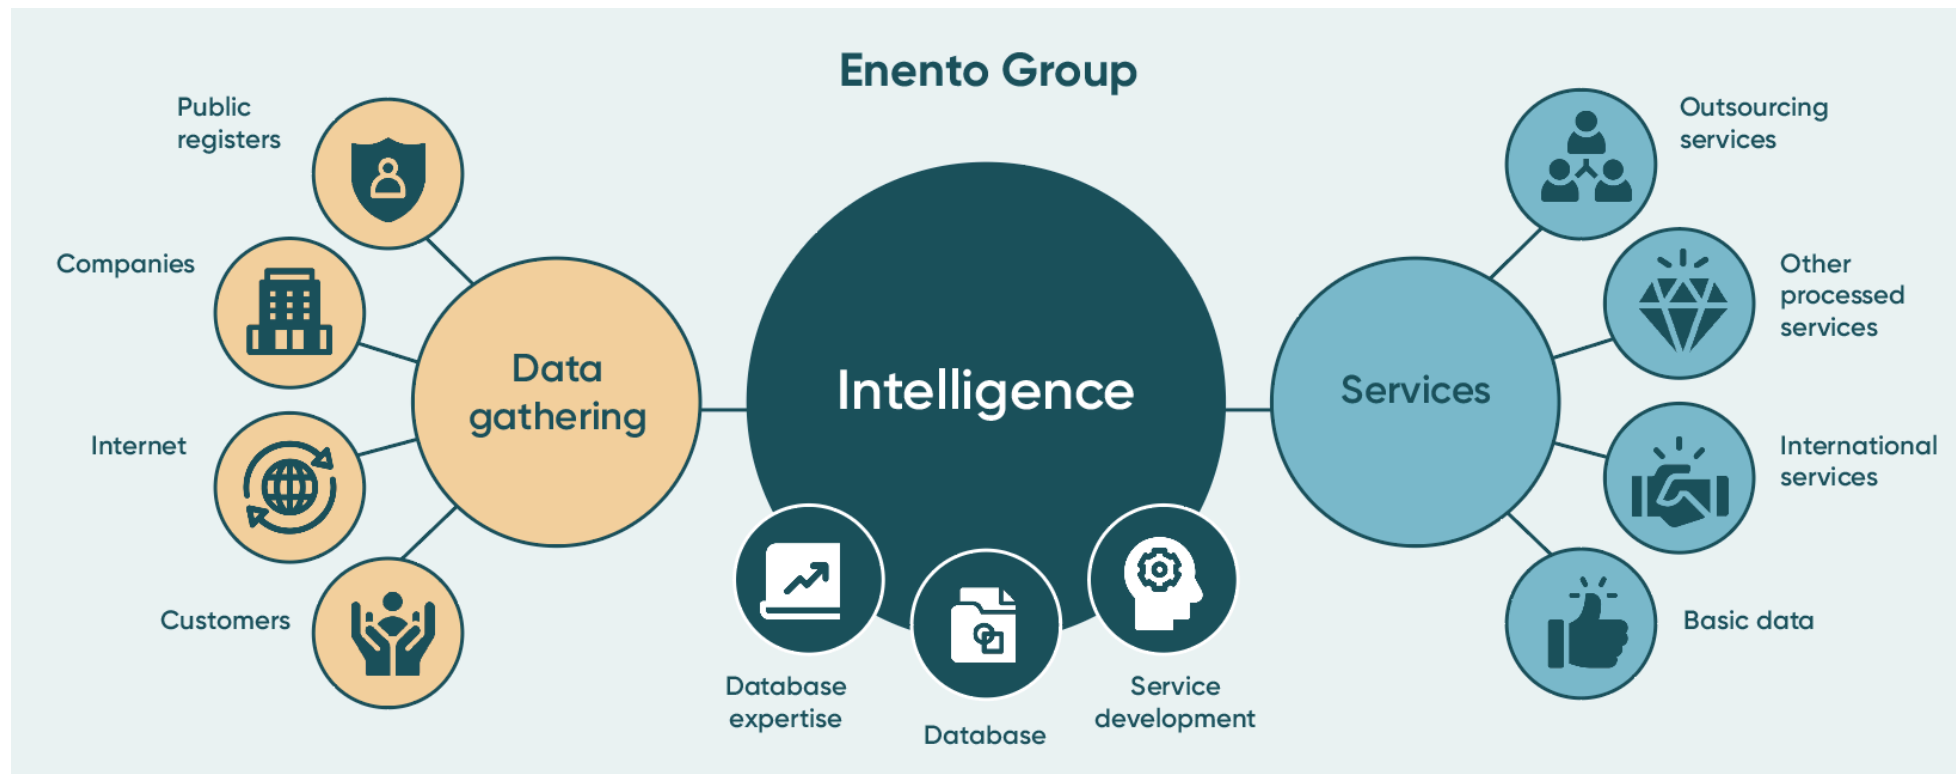 Enento Group
Public
registers
Companies
Internet
Customers
Data
gathering
Intelligence
Database
expertise
Database
Service
development
Services
Outsourcing
services
Other
processed
services
International
services
Basic data